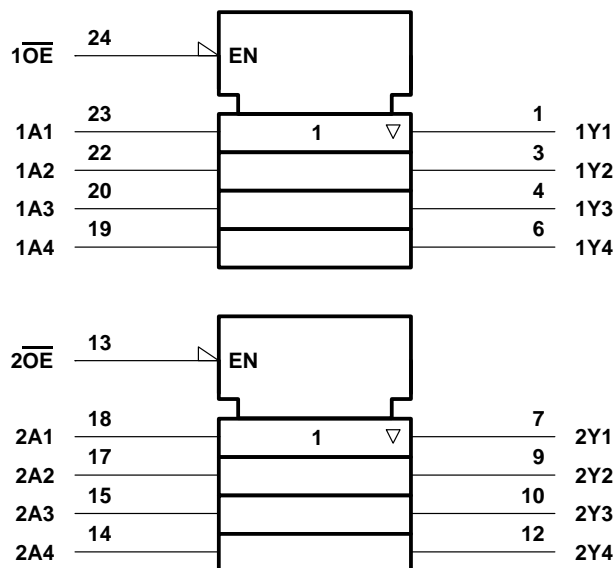 24
1O̅E̅ EN
23 1
1A1 1 ▽ 1Y1
22 3
1A2 1Y2
20 4
1A3 1Y3
19 6
1A4 1Y4
13
2O̅E̅ EN
18 7
2A1 1 ▽ 2Y1
17 9
2A2 2Y2
15 10
2A3 2Y3
14 12
2A4 2Y4